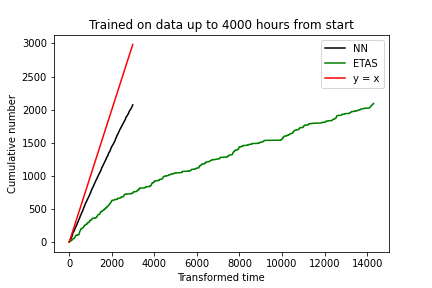 Trained on data up to 4000 hours from start
NN
ETAS
y = x
Cumulative number
3000
2500
2000
1500
1000
500
0
0 2000 4000 6000 8000 10000 12000 14000
Transformed time